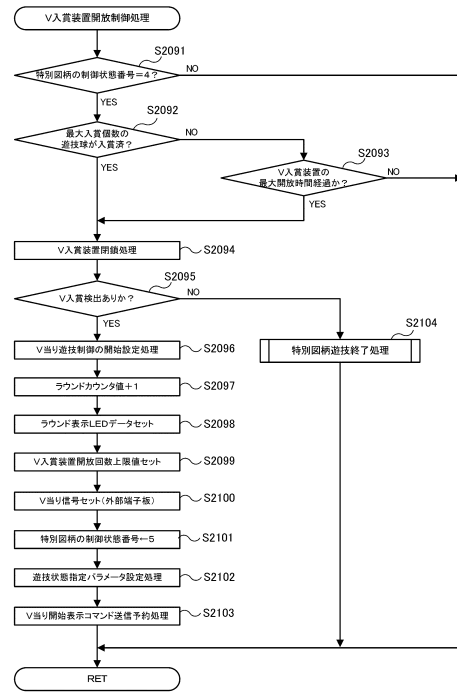 V入賞装置開放制御処理
S2091
特別図柄の制御状態番号＝4？
NO
YES
S2092
最大入賞個数の
遊技球が入賞済？
NO
YES
S2093
V入賞装置の
最大開放時間経過か？
NO
YES
V入賞装置閉鎖処理
S2094
S2095
V入賞検出ありか？
NO
YES
S2104
特別図柄遊技終了処理
V当り遊技制御の開始設定処理
S2096
ラウンドカウンタ値＋1
S2097
ラウンド表示LEDデータセット
S2098
V入賞装置開放回数上限値セット
S2099
V当り信号セット（外部端子板）
S2100
特別図柄の制御状態番号←5
S2101
遊技状態指定パラメータ設定処理
S2102
V当り開始表示コマンド送信予約処理
S2103
RET